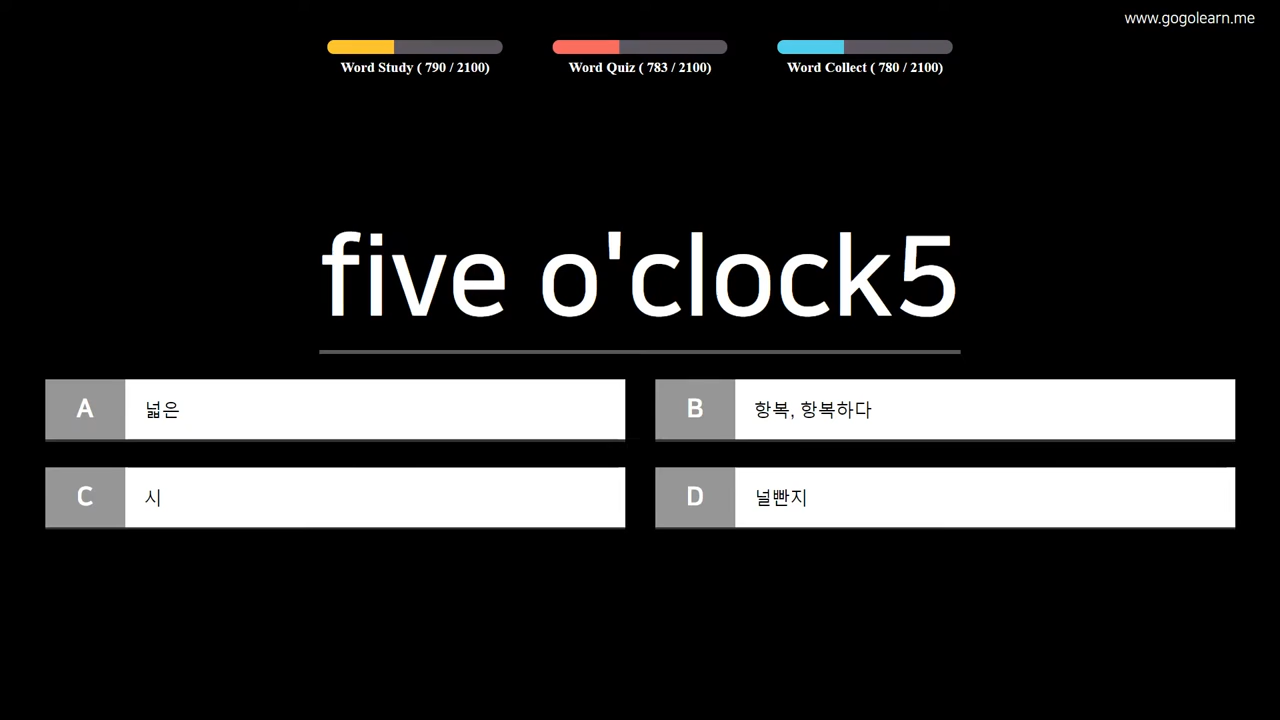 www.gogolearn.me
Word Study ( 790 / 2100)
Word Quiz ( 783 / 2100)
Word Collect ( 780 / 2100)
five o'clock5
A 넓은
B 항복, 항복하다
C 시
D 널빤지